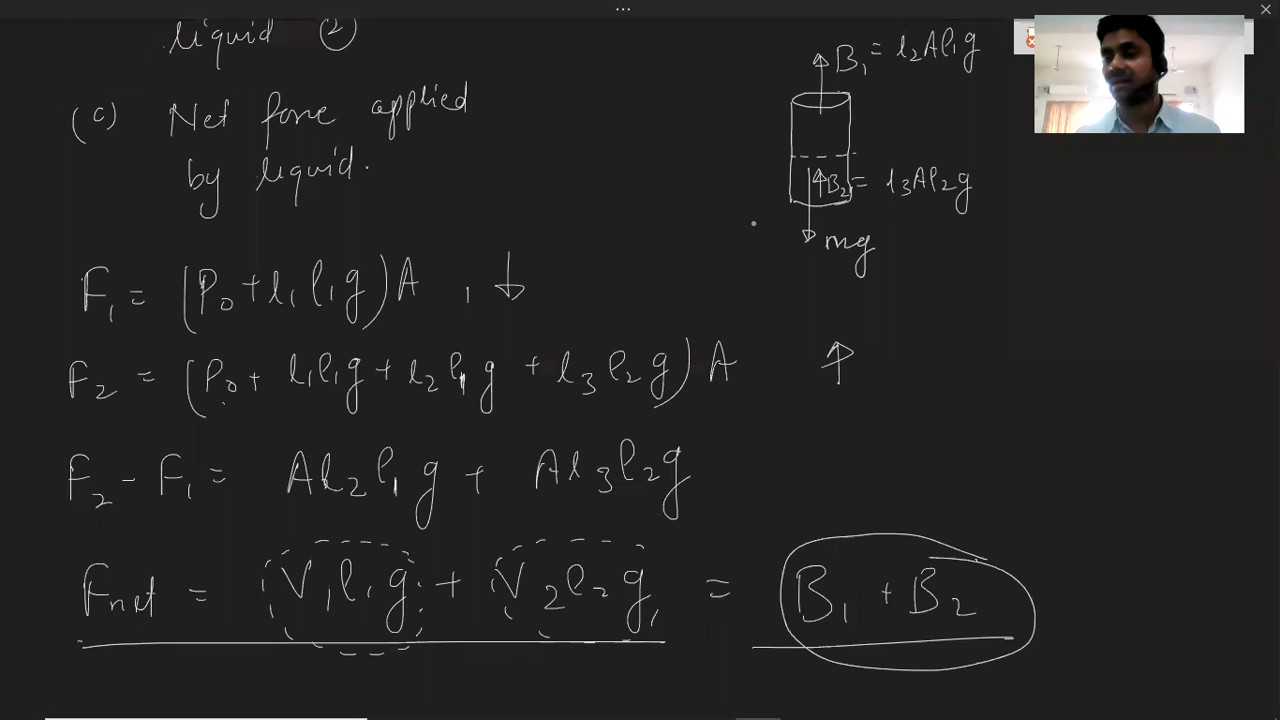 liquid (2)
(C) Net force applied
by liquid.
B₁ = l₂Aρ₁g
B₂ = l₃Aρ₂g
mg
F₁ = (P₀ + l₁ρ₁g)A , ↓
F₂ = (P₀ + l₁ρ₁g + l₂ρ₁g + l₃ρ₂g) A ↑
F₂ - F₁ = Al₂ρ₁g + Al₃ρ₂g
Fnet = V₁ρ₁g + V₂ρ₂g, = B₁ + B₂